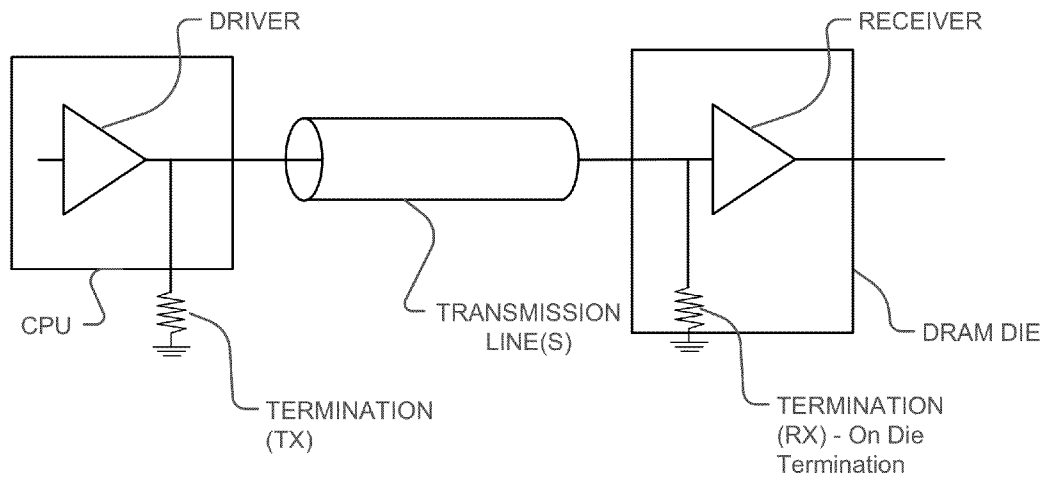 DRIVER
RECEIVER
CPU
TRANSMISSION
LINE(S)
DRAM DIE
TERMINATION
(TX)
TERMINATION
(RX) - On Die
Termination